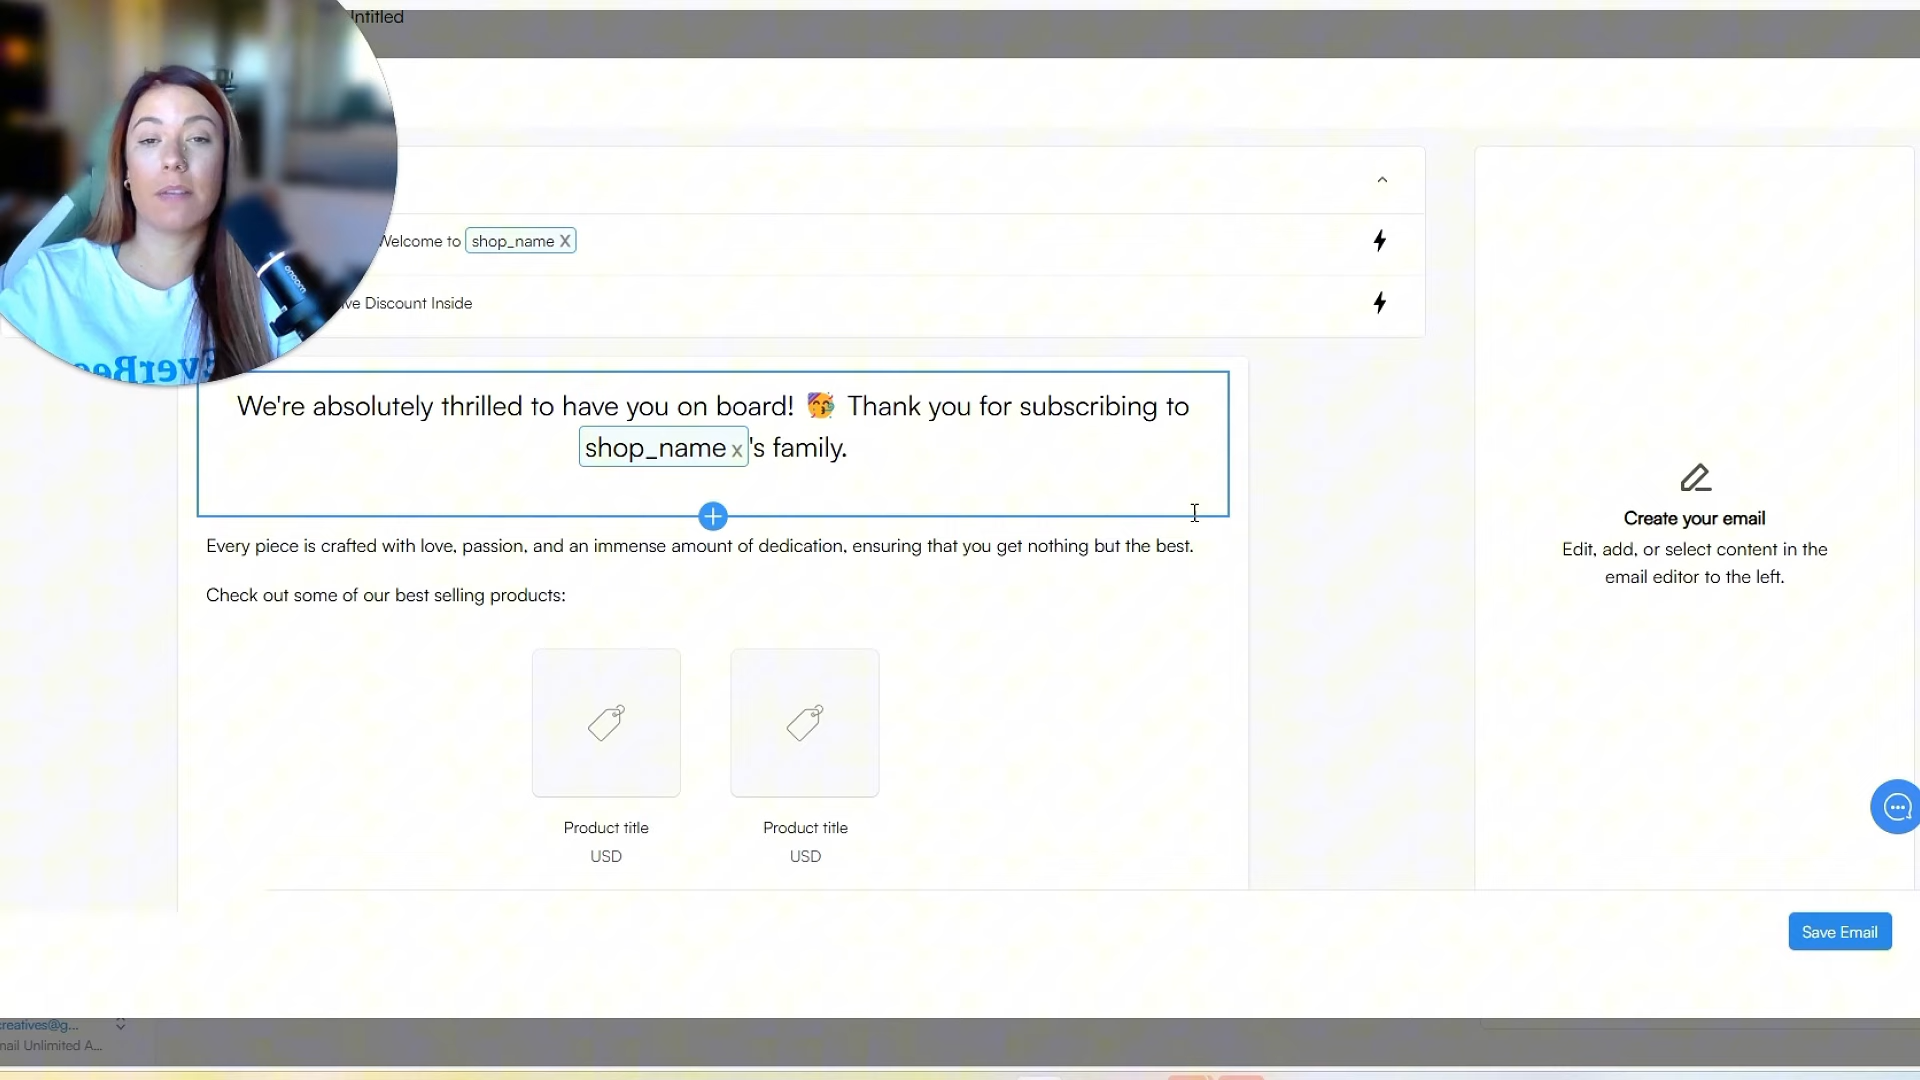 Untitled
Welcome to shop_name X
ve Discount Inside
We're absolutely thrilled to have you on board! 🥳 Thank you for subscribing to
shop_name x's family.
Every piece is crafted with love, passion, and an immense amount of dedication, ensuring that you get nothing but the best.
Check out some of our best selling products:
Product title
Product title
USD
USD
Create your email
Edit, add, or select content in the
email editor to the left.
Save Email
creatives@g...
nail Unlimited A...